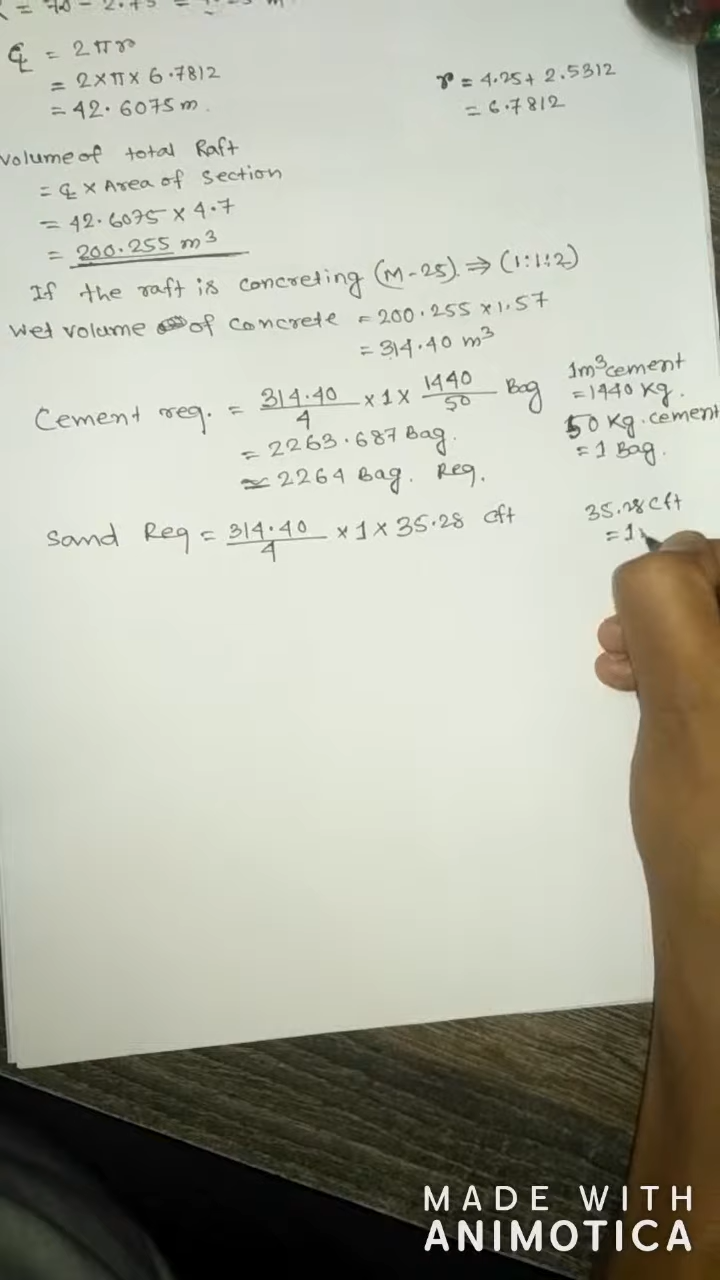 = 70 - 2.75 =
℄ = 2πr
= 2×π× 6.7812
= 42.6075 m.
r = 4.25 + 2.5312
= 6.7812
Volume of total Raft
= ℄ × Area of Section
= 42.6075 × 4.7
= 200.255 m³
If the raft is concreting (M-25) ⇒ (1:1:2)
Wet volume of concrete = 200.255 × 1.57
= 314.40 m³
Cement req. = 314.40/4 × 1 × 1440/50 Bag
= 2263.687 Bag.
≃ 2264 Bag. Req.
1m³ cement
= 1440 Kg.
50 Kg. cement
= 1 Bag.
Sand Req = 314.40/4 × 1 × 35.28 Cft
35.28 Cft
= 1
MADE WITH
ANIMOTICA